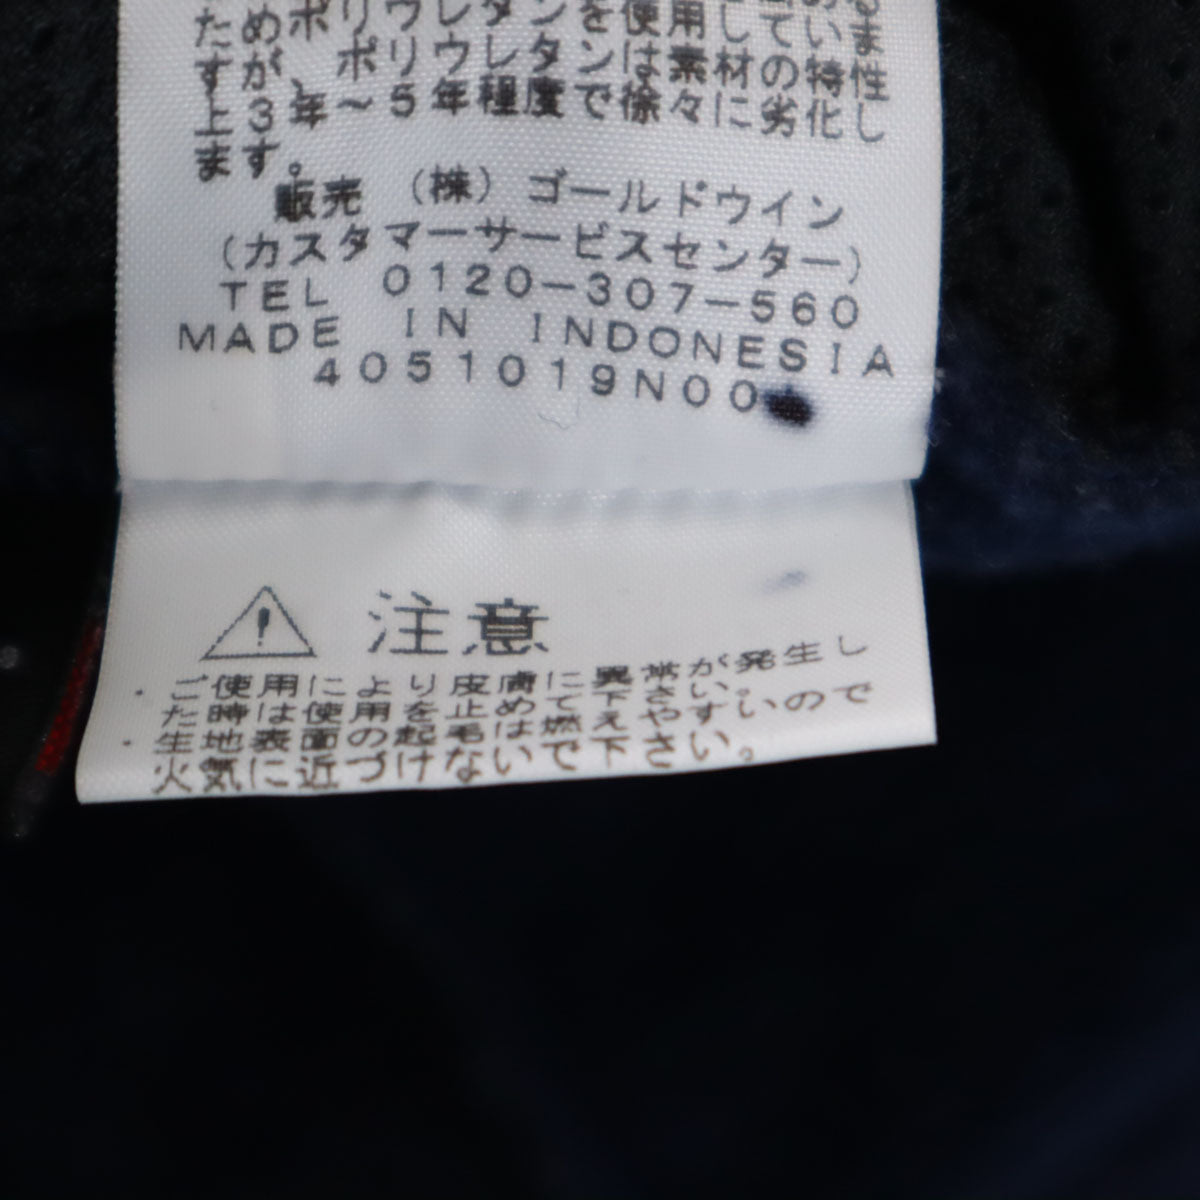 ポリウレタンを使用してい
ためポリウレタンは素材の特性
すが、3年～5年程度で徐々に劣化し
上ます。
販売 (株)ゴールドウイン
(カスタマーサービスセンター)
TEL 0120-307-560
MADE IN INDONESIA
4051019N00
注意
・ご使用により皮膚に異常が発生し
た時は使用を止めて下さい。
・生地表面の起毛は燃えやすいので
火気に近づけないで下さい。